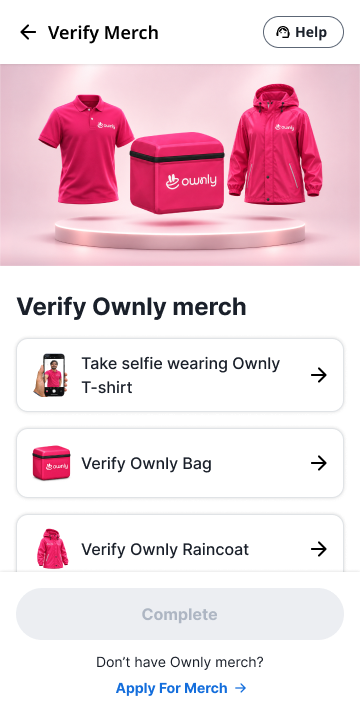 Verify Merch
Help
ownly
ownly
ownly
Verify Ownly merch
Take selfie wearing Ownly
T-shirt
ownly
Verify Ownly Bag
Verify Ownly Raincoat
Complete
Don’t have Ownly merch?
Apply For Merch